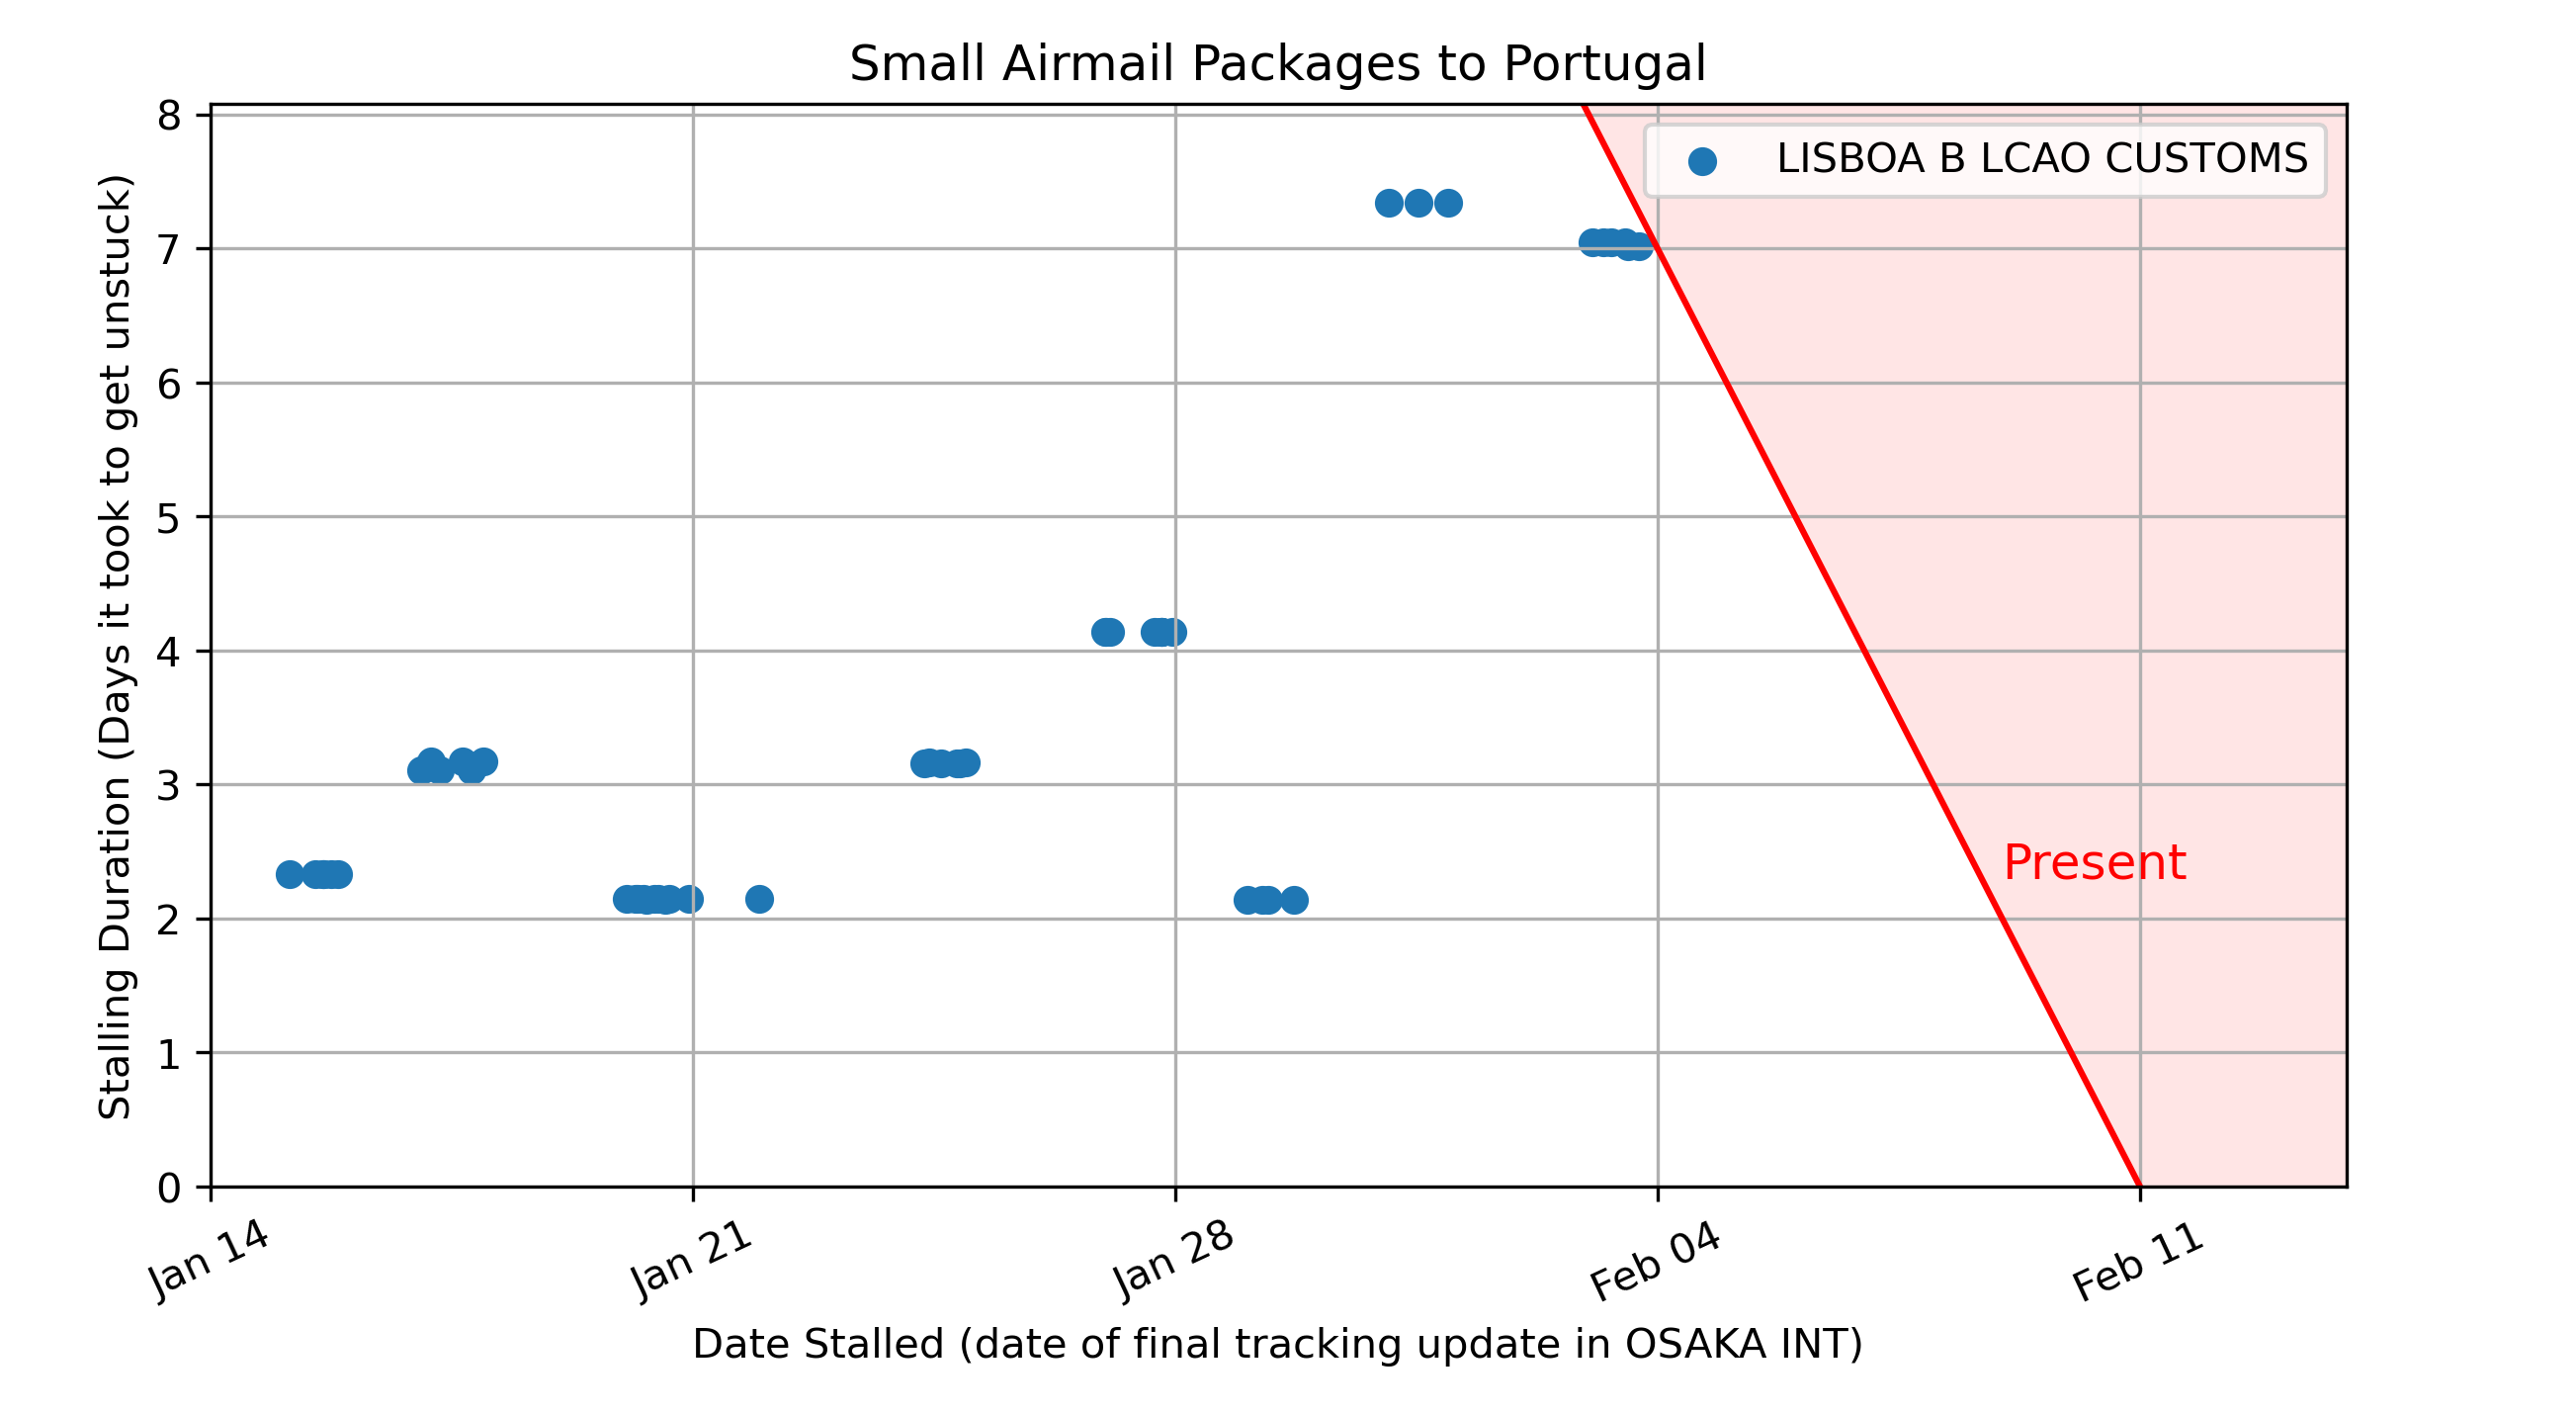 Small Airmail Packages to Portugal
LISBOA B LCAO CUSTOMS
Stalling Duration (Days it took to get unstuck)
8
7
6
5
4
3
2
1
0
Present
Jan 14
Jan 21
Jan 28
Feb 04
Feb 11
Date Stalled (date of final tracking update in OSAKA INT)